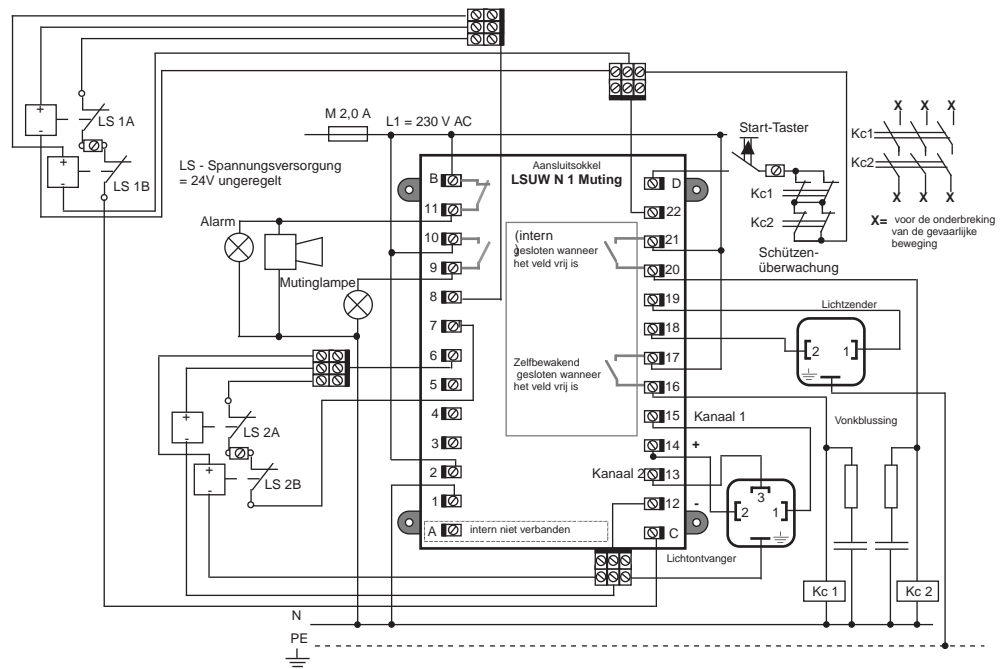 M 2,0 A
L1 = 230 V AC
LS - Spannungsversorgung
= 24V ungeregelt
+
-
LS 1A
+
-
LS 1B
Alarm
Mutinglampe
Aansluitsokkel
LSUW N 1 Muting
B
11
10
9
8
7
6
5
4
3
2
1
A
intern niet verbanden
(intern
)
gesloten wanneer
het veld vrij is
Zelfbewakend
gesloten wanneer
het veld vrij is
D
22
21
20
19
18
17
16
15 Kanaal 1
14 +
Kanaal 2 13
12 -
C
Start-Taster
Kc1
Kc2
Schützen-
überwachung
X X X
Kc1
Kc2
X X X
X= voor de onderbreking
van de gevaarlijke
beweging
Lichtzender
2 1
Vonkblussing
3
2 1
Lichtontvanger
+
-
LS 2A
+
-
LS 2B
Kc 1
Kc 2
N
PE